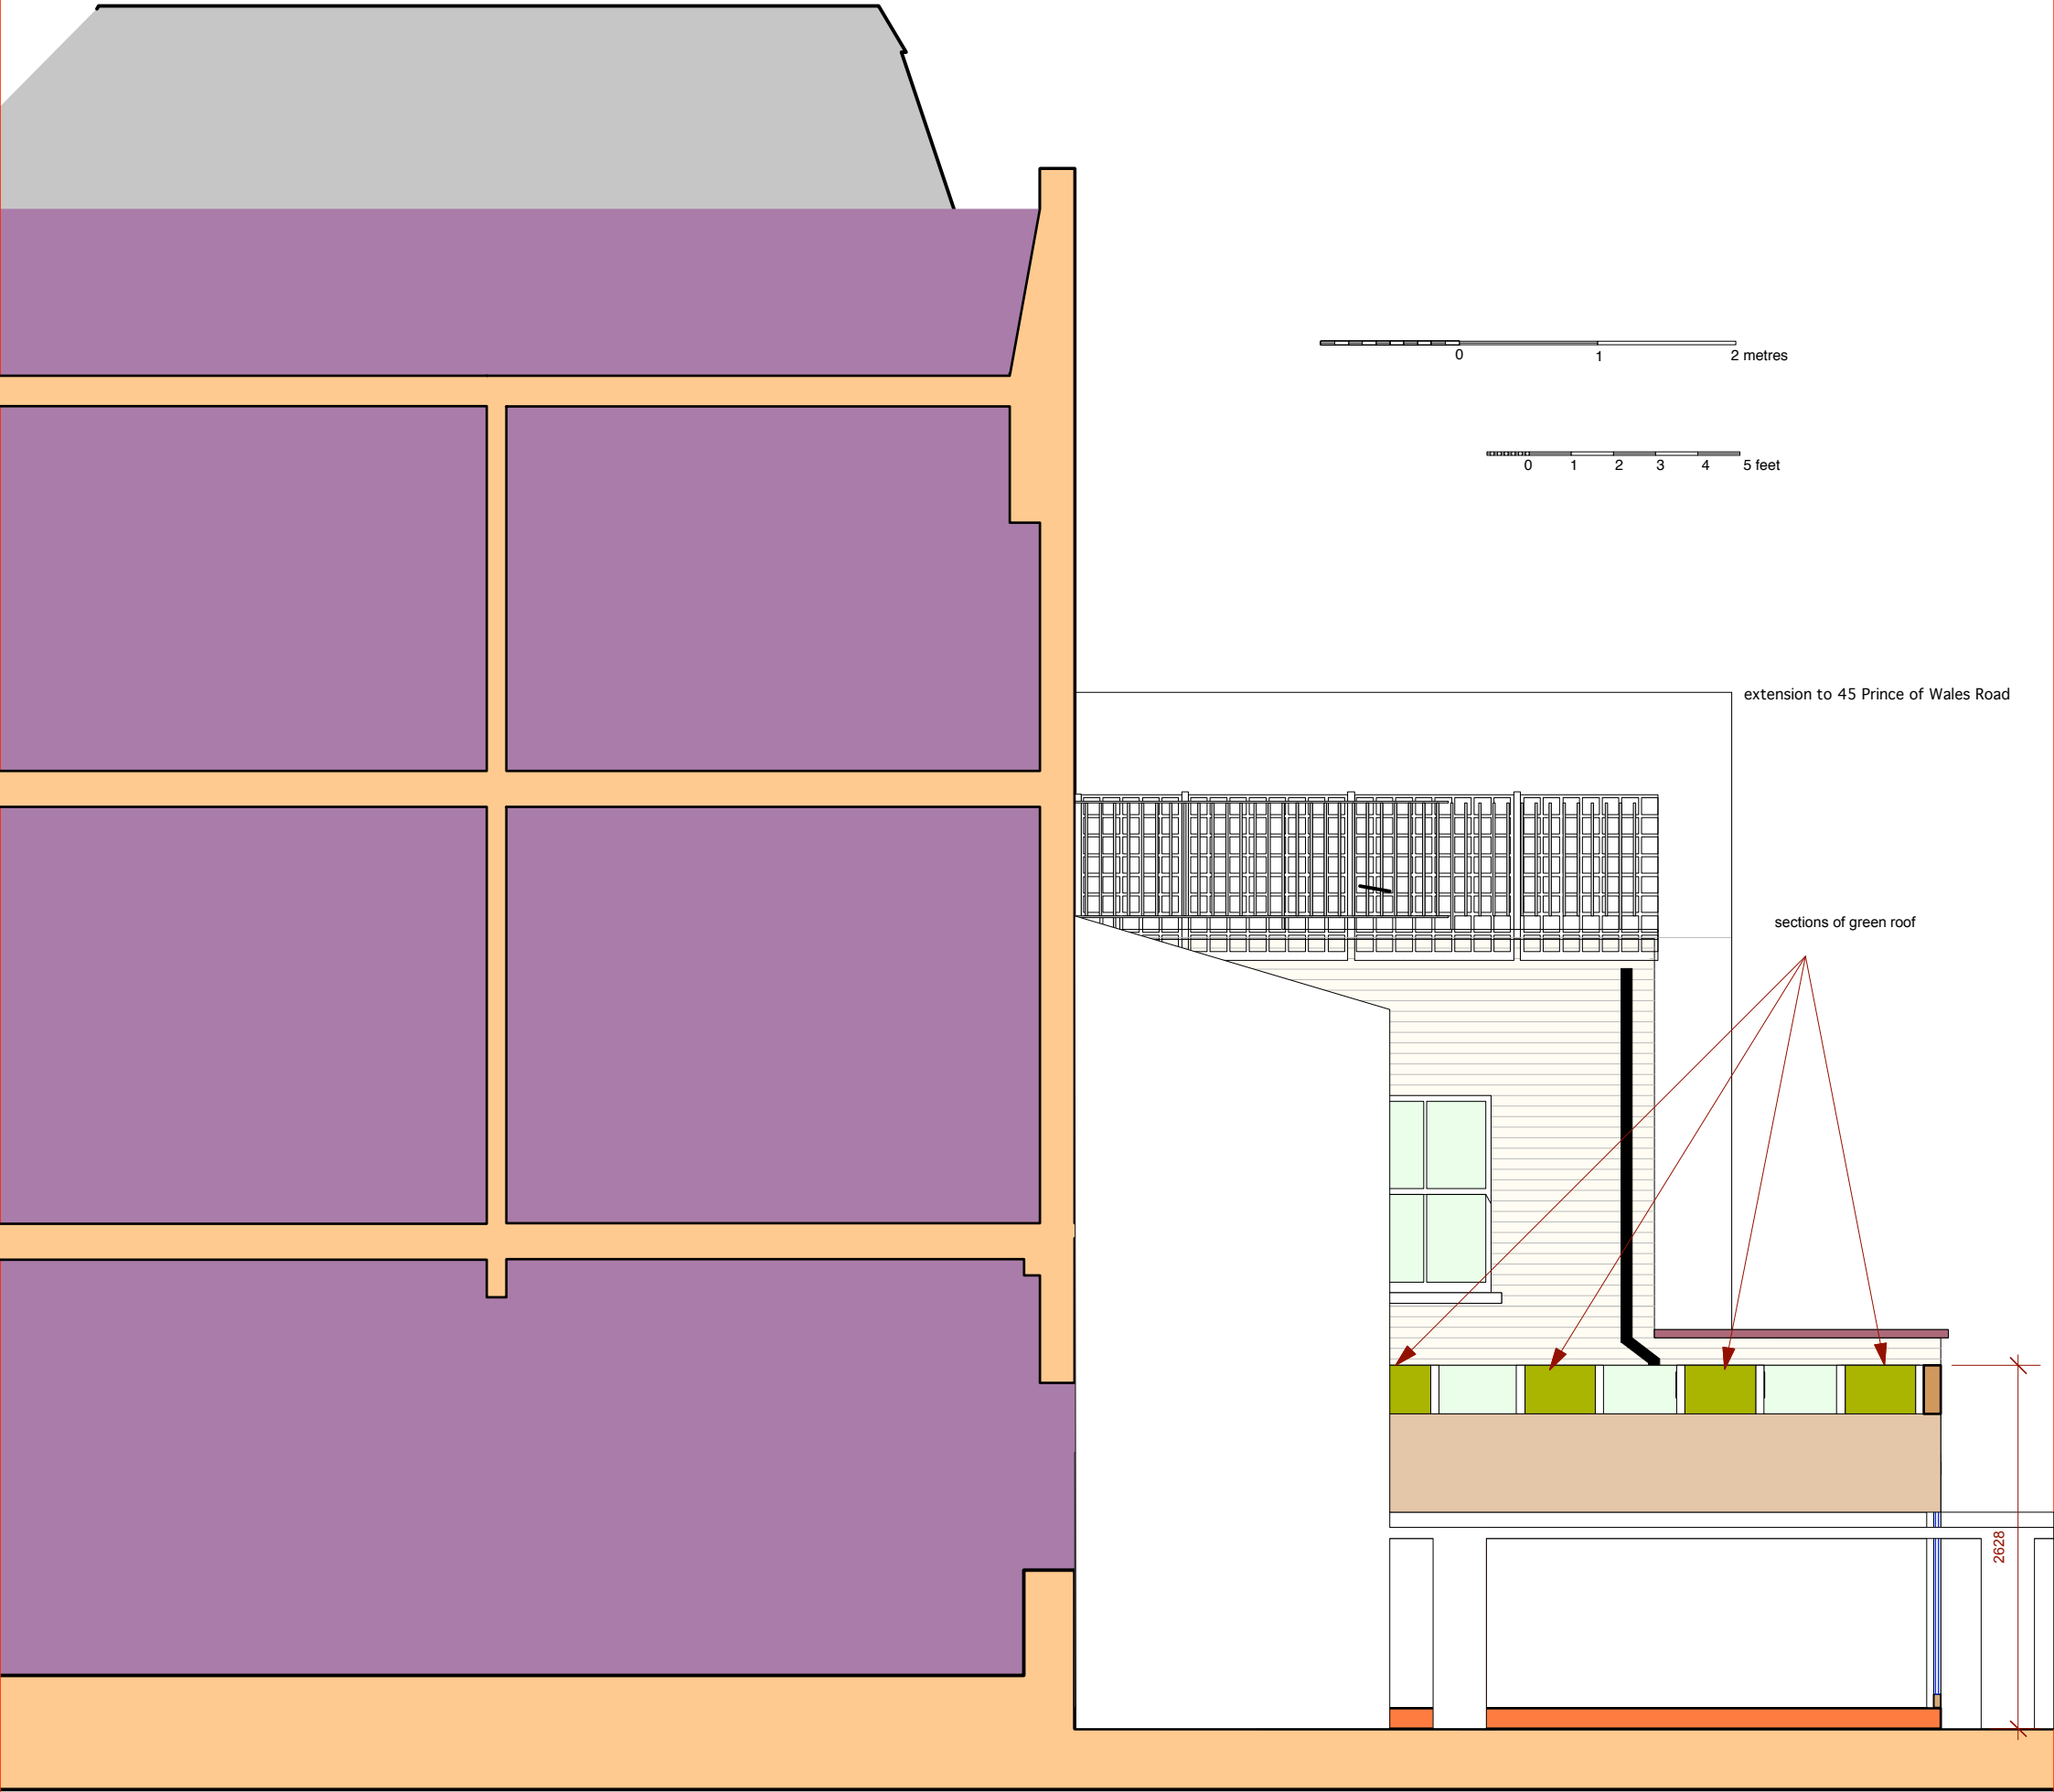 0 1 2 metres
0 1 2 3 4 5 feet
extension to 45 Prince of Wales Road
sections of green roof
2628